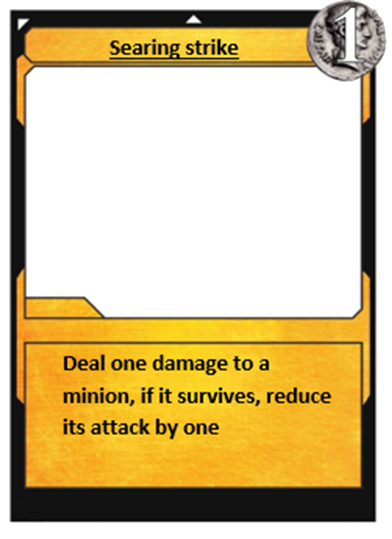 Searing strike
1
Deal one damage to a
minion, if it survives, reduce
its attack by one